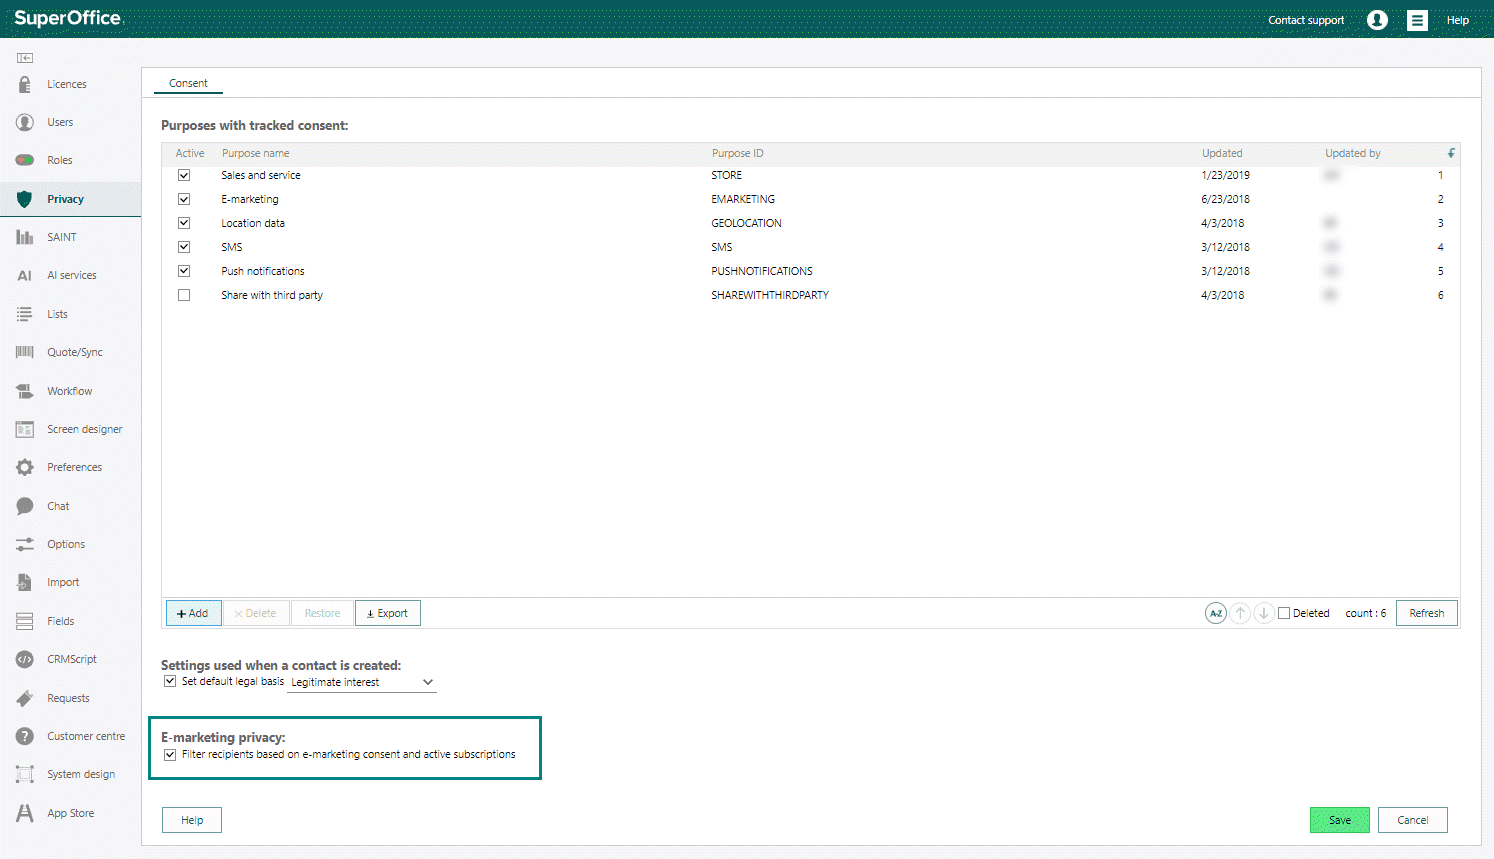 SuperOffice
Contact support
Help
Licences
Users
Roles
Privacy
SAINT
AI AI services
Lists
Quote/Sync
Workflow
Screen designer
Preferences
Chat
Options
Import
Fields
CRMScript
Requests
Customer centre
System design
App Store
Consent
Purposes with tracked consent:
Active Purpose name Purpose ID Updated Updated by
Sales and service STORE 1/23/2019 1
E-marketing EMARKETING 6/23/2018 2
Location data GEOLOCATION 4/3/2018 3
SMS SMS 3/12/2018 4
Push notifications PUSHNOTIFICATIONS 3/12/2018 5
Share with third party SHAREWITHTHIRDPARTY 4/3/2018 6
+ Add × Delete Restore Export A-Z Deleted count : 6 Refresh
Settings used when a contact is created:
Set default legal basis Legitimate interest
E-marketing privacy:
Filter recipients based on e-marketing consent and active subscriptions
Help Save Cancel